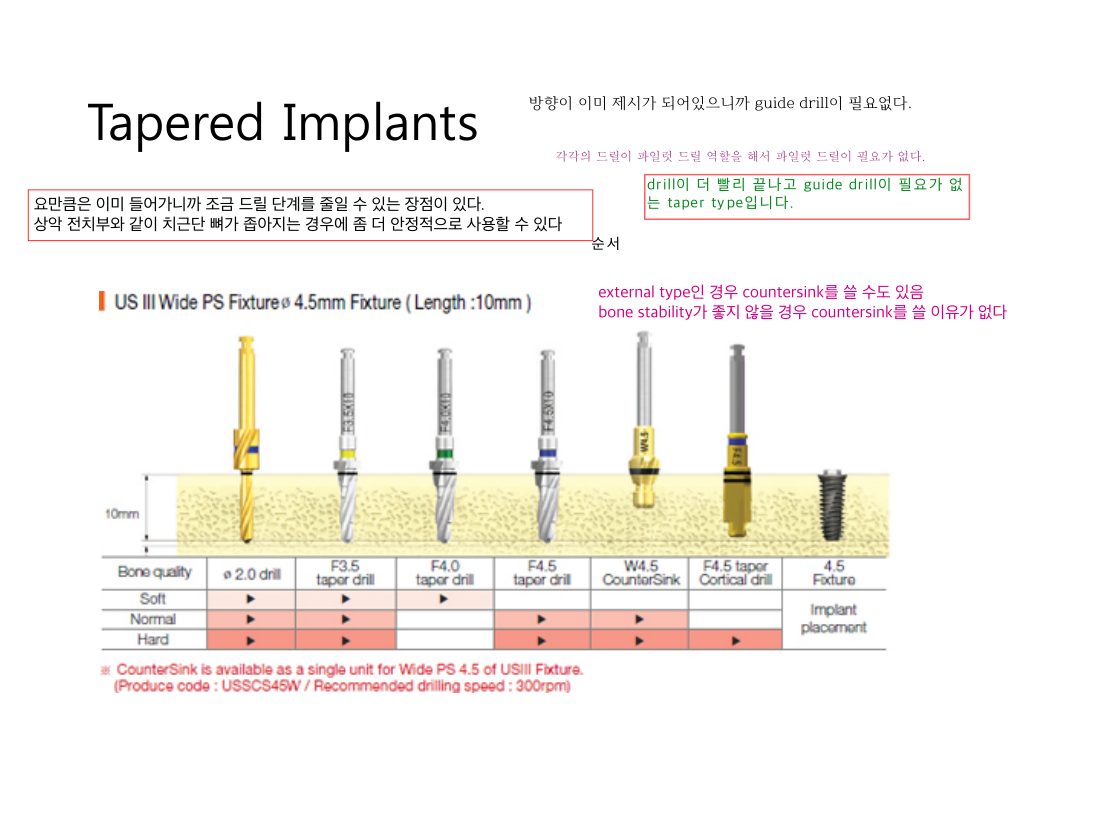 Tapered Implants
방향이 이미 제시가 되어있으니까 guide drill이 필요없다.
각각의 드릴이 파일럿 드릴 역할을 해서 파일럿 드릴이 필요가 없다.
drill이 더 빨리 끝나고 guide drill이 필요가 없
는 taper type입니다.
요만큼은 이미 들어가니까 조금 드릴 단계를 줄일 수 있는 장점이 있다.
상악 전치부와 같이 치근단 뼈가 좁아지는 경우에 좀 더 안정적으로 사용할 수 있다
순서
US III Wide PS Fixture ø 4.5mm Fixture ( Length :10mm )
external type인 경우 countersink를 쓸 수도 있음
bone stability가 좋지 않을 경우 countersink를 쓸 이유가 없다
F3.5X10 F4.0X10 F4.5X10 W4.5
10mm
Bone quality ø 2.0 drill F3.5 taper drill F4.0 taper drill F4.5 taper drill W4.5 CounterSink F4.5 taper Cortical drill 4.5 Fixture
Soft ▶ ▶ ▶
Normal ▶ ▶ ▶ ▶
Hard ▶ ▶ ▶ ▶ ▶
Implant placement
※ CounterSink is available as a single unit for Wide PS 4.5 of USIII Fixture.
(Produce code : USSCS45W / Recommended drilling speed : 300rpm)